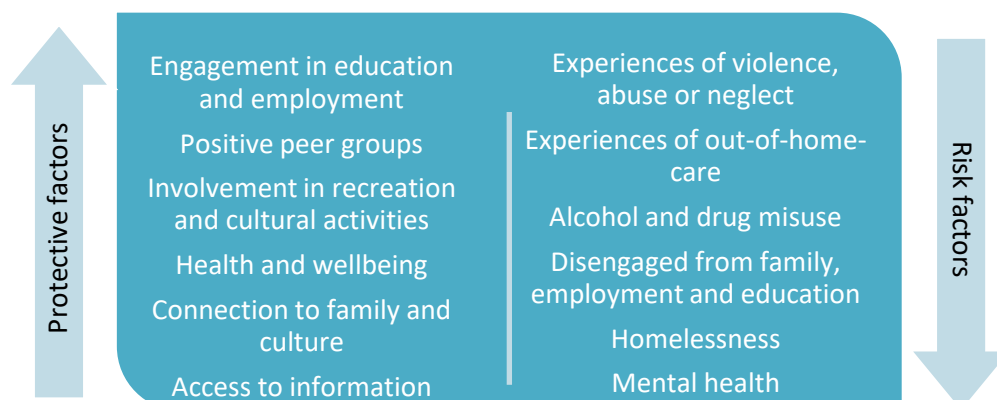 Protective factors
Engagement in education
and employment
Positive peer groups
Involvement in recreation
and cultural activities
Health and wellbeing
Connection to family and
culture
Access to information
Experiences of violence,
abuse or neglect
Experiences of out-of-home-
care
Alcohol and drug misuse
Disengaged from family,
employment and education
Homelessness
Mental health
Risk factors